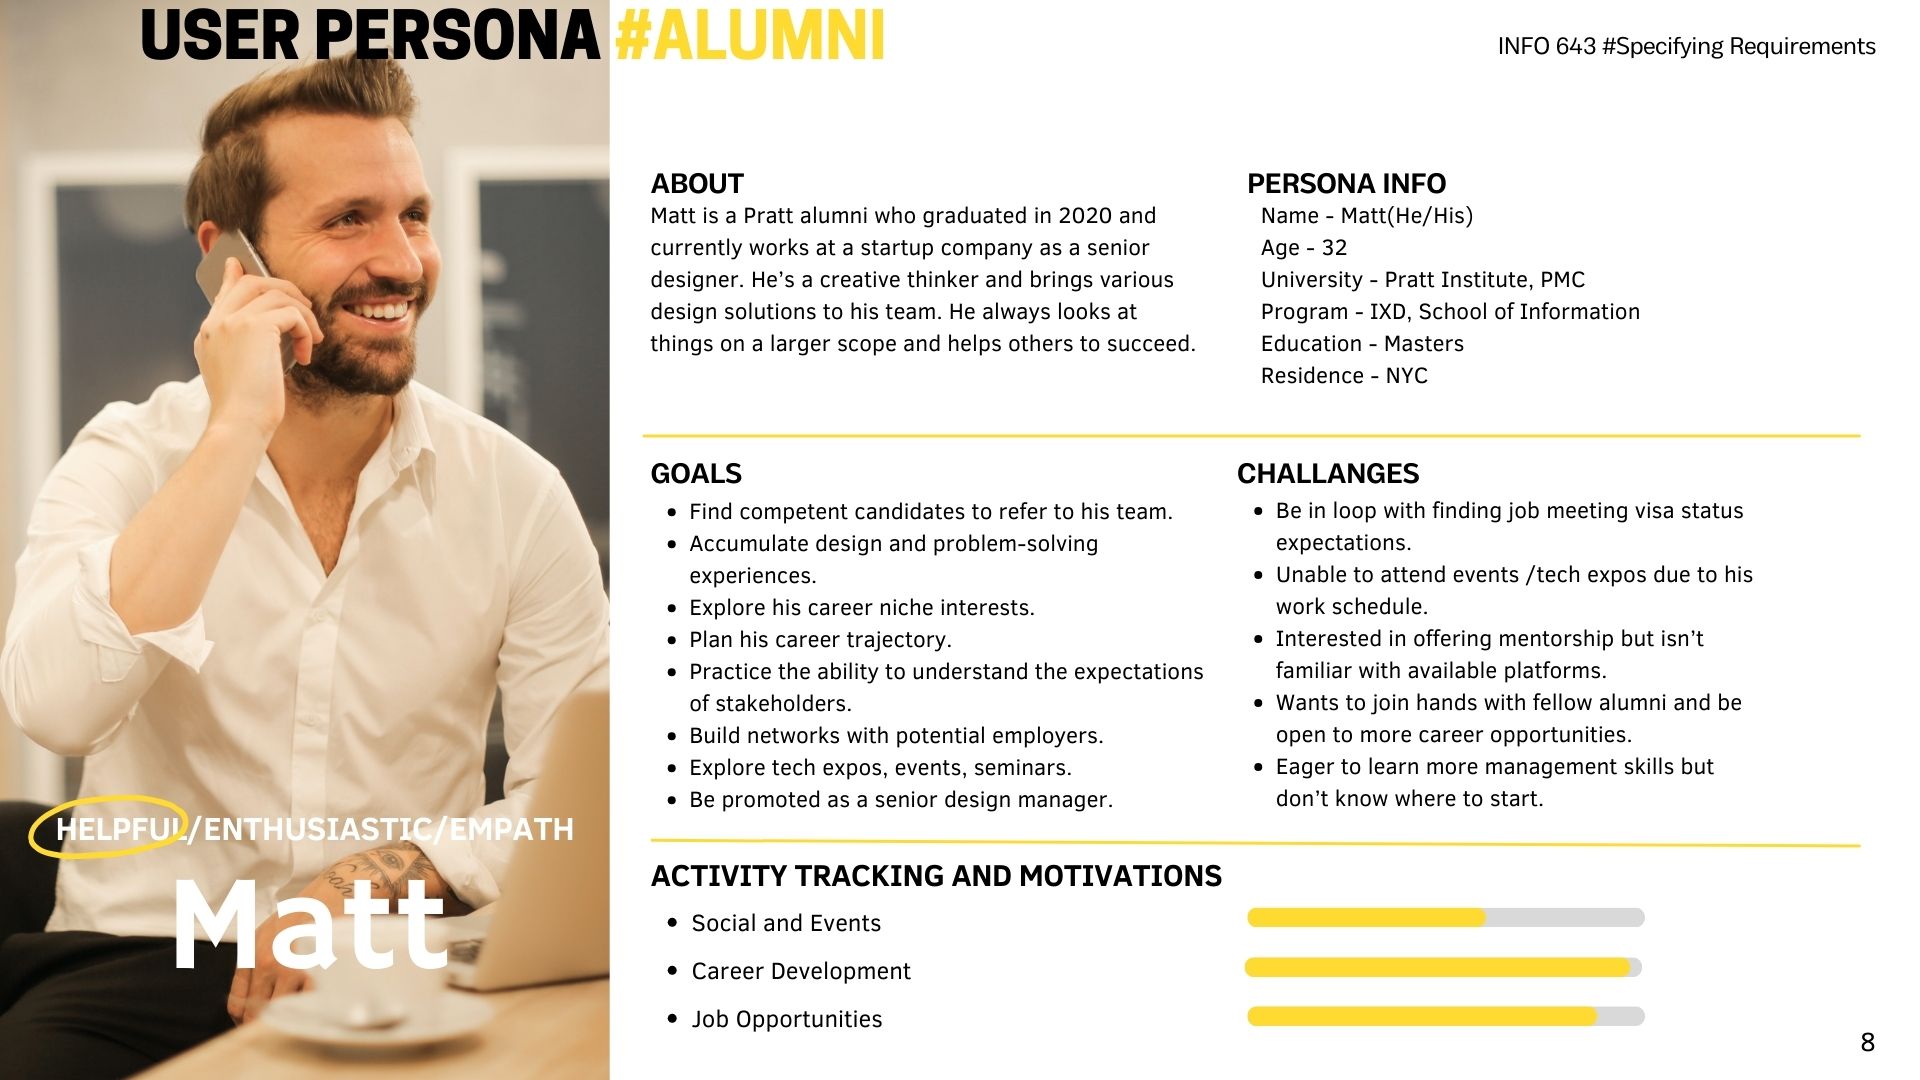 USER PERSONA #ALUMNI
INFO 643 #Specifying Requirements
ABOUT
Matt is a Pratt alumni who graduated in 2020 and
currently works at a startup company as a senior
designer. He’s a creative thinker and brings various
design solutions to his team. He always looks at
things on a larger scope and helps others to succeed.
PERSONA INFO
Name - Matt(He/His)
Age - 32
University - Pratt Institute, PMC
Program - IXD, School of Information
Education - Masters
Residence - NYC
GOALS
• Find competent candidates to refer to his team.
• Accumulate design and problem-solving
experiences.
• Explore his career niche interests.
• Plan his career trajectory.
• Practice the ability to understand the expectations
of stakeholders.
• Build networks with potential employers.
• Explore tech expos, events, seminars.
• Be promoted as a senior design manager.
CHALLANGES
• Be in loop with finding job meeting visa status
expectations.
• Unable to attend events /tech expos due to his
work schedule.
• Interested in offering mentorship but isn’t
familiar with available platforms.
• Wants to join hands with fellow alumni and be
open to more career opportunities.
• Eager to learn more management skills but
don’t know where to start.
HELPFUL/ENTHUSIASTIC/EMPATH
Matt
ACTIVITY TRACKING AND MOTIVATIONS
• Social and Events
• Career Development
• Job Opportunities
8